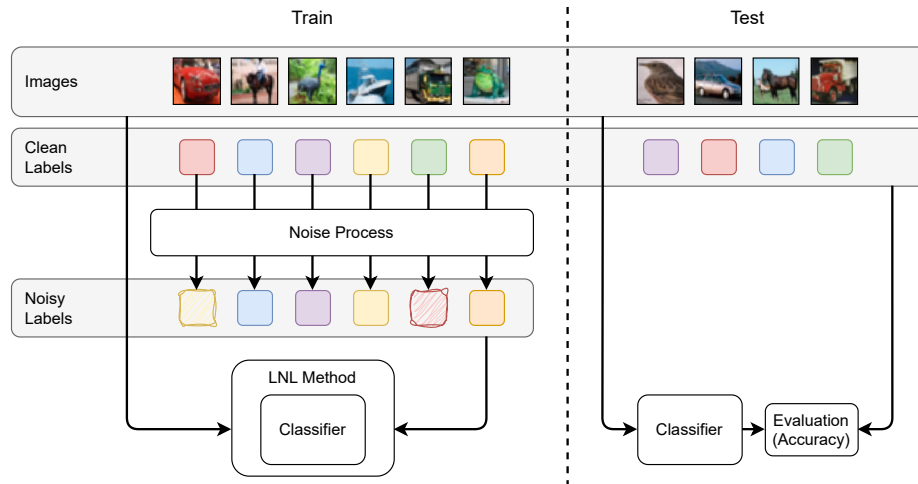 Train
Test
Images
Clean
Labels
Noise Process
Noisy
Labels
LNL Method
Classifier
Classifier
Evaluation
(Accuracy)